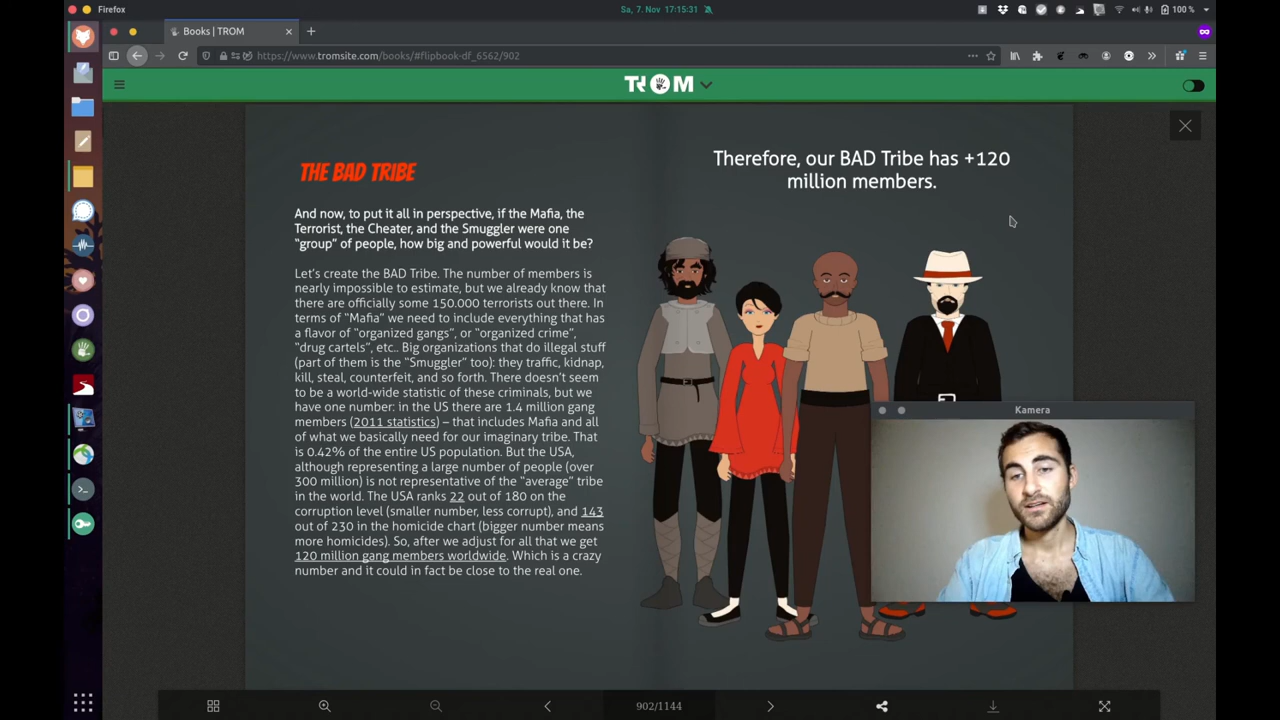 Firefox
Sa, 7. Nov 17:15:31
100 %
Books | TROM
https://www.tromsite.com/books/#flipbook-df_6562/902
TROM
THE BAD TRIBE
And now, to put it all in perspective, if the Mafia, the
Terrorist, the Cheater, and the Smuggler were one
“group” of people, how big and powerful would it be?
Let’s create the BAD Tribe. The number of members is
nearly impossible to estimate, but we already know that
there are officially some 150.000 terrorists out there. In
terms of “Mafia” we need to include everything that has
a flavor of “organized gangs”, or “organized crime”,
“drug cartels”, etc.. Big organizations that do illegal stuff
(part of them is the “Smuggler” too): they traffic, kidnap,
kill, steal, counterfeit, and so forth. There doesn’t seem
to be a world-wide statistic of these criminals, but we
have one number: in the US there are 1.4 million gang
members (2011 statistics) – that includes Mafia and all
of what we basically need for our imaginary tribe. That
is 0.42% of the entire US population. But the USA,
although representing a large number of people (over
300 million) is not representative of the “average” tribe
in the world. The USA ranks 22 out of 180 on the
corruption level (smaller number, less corrupt), and 143
out of 230 in the homicide chart (bigger number means
more homicides). So, after we adjust for all that we get
120 million gang members worldwide. Which is a crazy
number and it could in fact be close to the real one.
Therefore, our BAD Tribe has +120
million members.
Kamera
902/1144